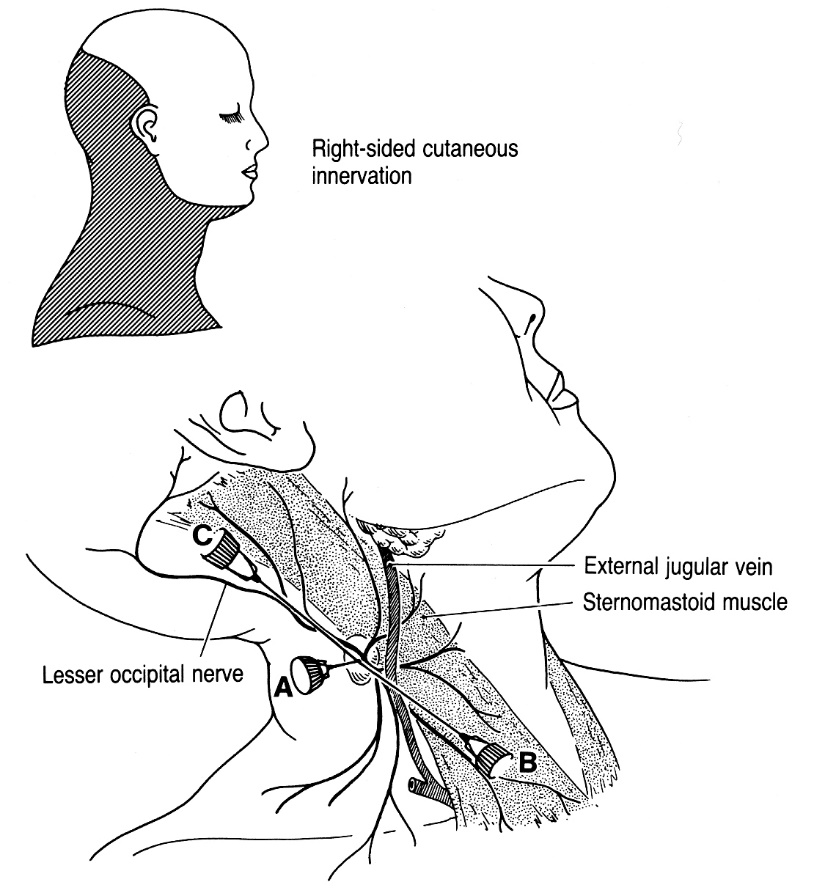 Right-sided cutaneous
innervation
C
External jugular vein
Sternomastoid muscle
Lesser occipital nerve
A
B